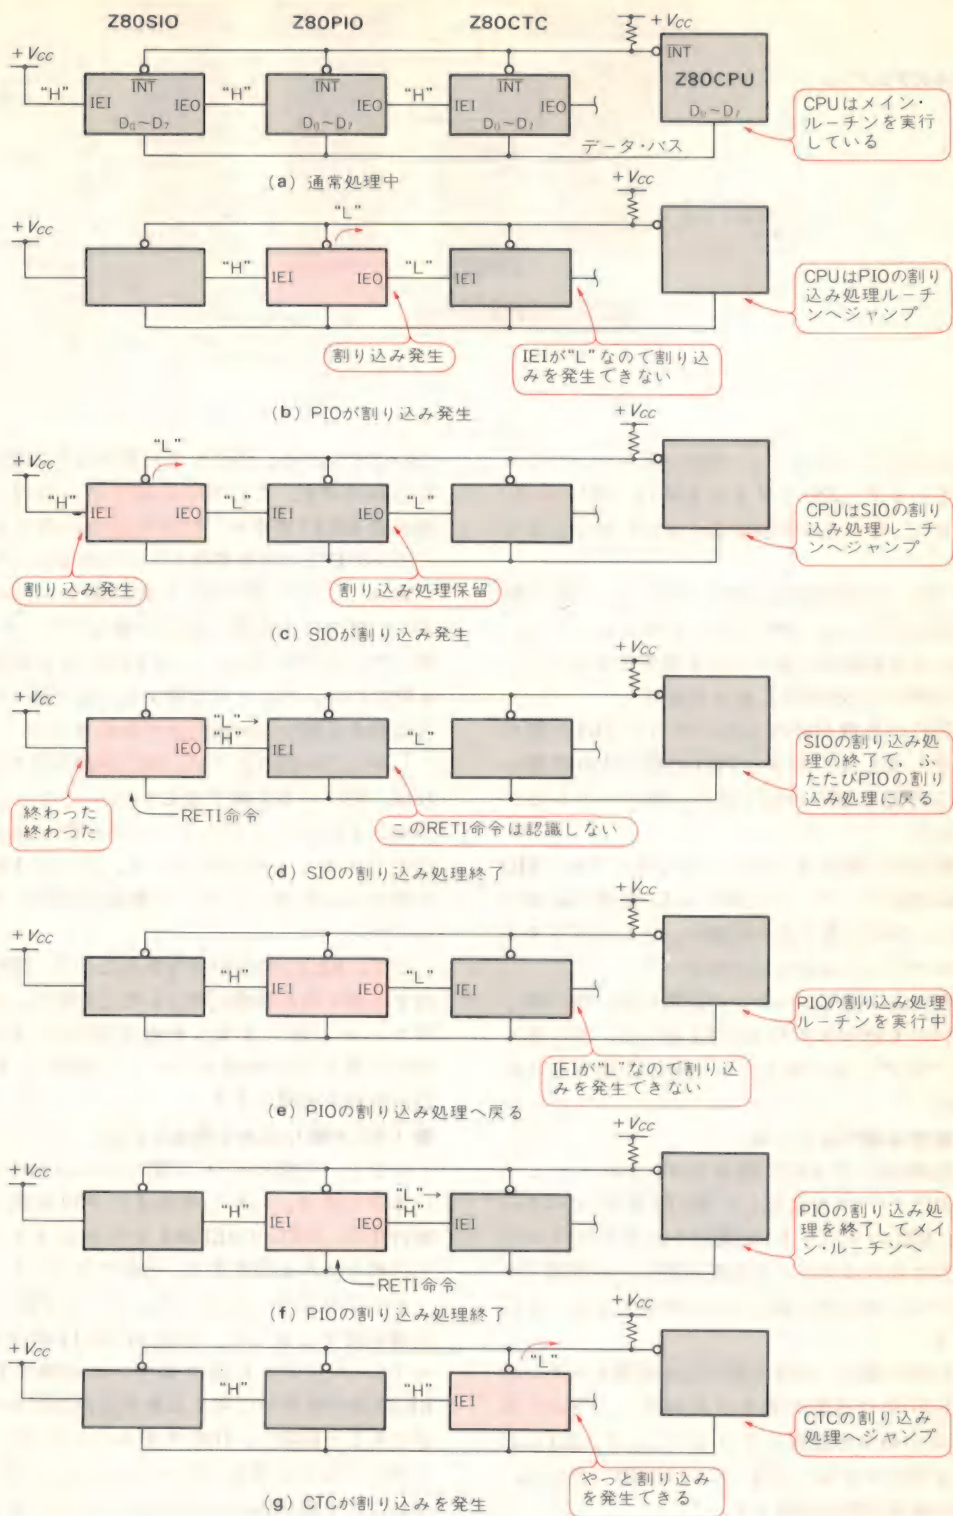 Z80SIO Z80PIO Z80CTC
+VCC +VCC
"H" IEI INT IEO "H" INT IEO "H" IEI INT IEO INT
D0~D7 D0~D7 D0~D7 Z80CPU
D0~D7
データ・バス
CPUはメイン・
ルーチンを実行
している
(a) 通常処理中
+VCC +VCC
"L"
"H" IEI IEO "L" IEI
CPUはPIOの割り
込み処理ルーチ
ンへジャンプ
割り込み発生
IEIが"L"なので割り込
みを発生できない
(b) PIOが割り込み発生
+VCC +VCC
"L"
"H" IEI IEO "L" IEI IEO "L"
CPUはSIOの割り
込み処理ルーチ
ンへジャンプ
割り込み発生
割り込み処理保留
(c) SIOが割り込み発生
+VCC +VCC
IEO "L"→
"H" IEI "L"
SIOの割り込み処
理の終了で,ふ
たたびPIOの割り
込み処理に戻る
終わった
終わった
RETI命令
このRETI命令は認識しない
(d) SIOの割り込み処理終了
+VCC +VCC
"H" IEI IEO "L" IEI
PIOの割り込み処理
ルーチンを実行中
IEIが"L"なので割り込
みを発生できない
(e) PIOの割り込み処理へ戻る
+VCC +VCC
"H" IEI IEO "L"→
"H" IEI
PIOの割り込み処
理を終了してメイ
ン・ルーチンへ
RETI命令
(f) PIOの割り込み処理終了
+VCC +VCC
"L"
"H" "H" IEI
CTCの割り込み
処理へジャンプ
やっと割り込み
を発生できる
(g) CTCが割り込みを発生